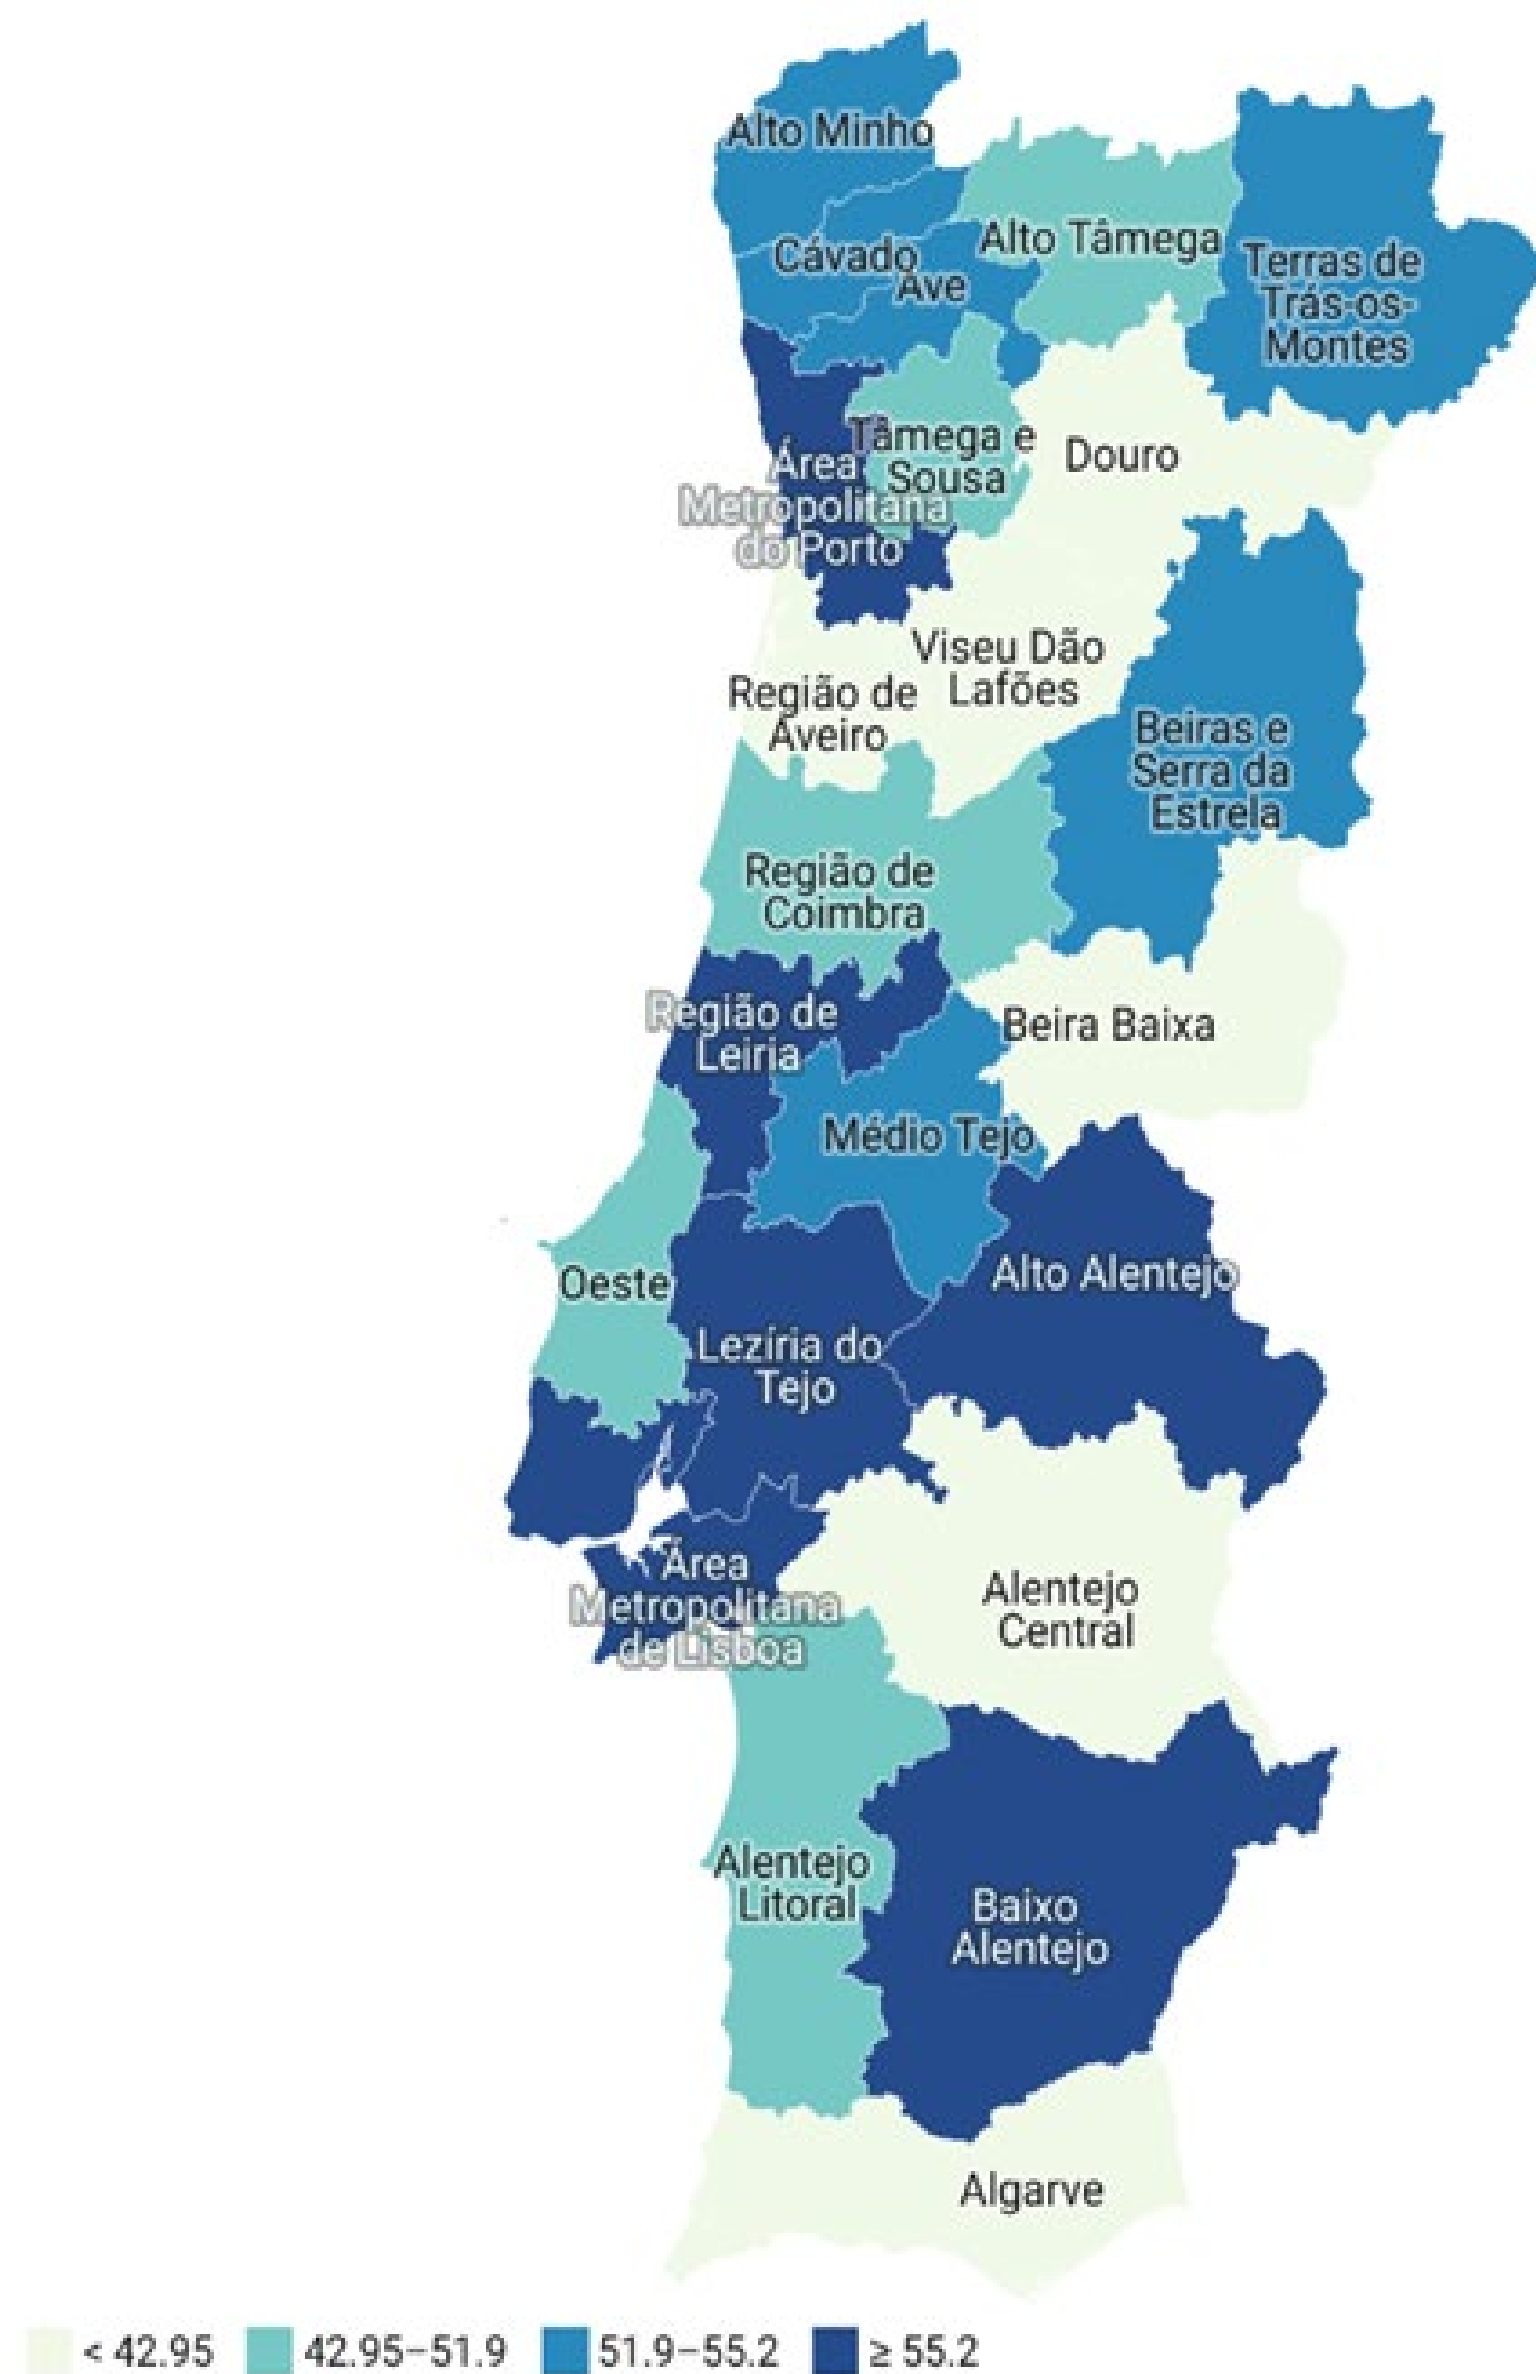 Alto Minho
Alto Tâmega
Cávado
Ave
Terras de
Trás-os-
Montes
Tâmega e
Sousa
Douro
Área
Metropolitana
do Porto
Viseu Dão
Lafões
Região de
Aveiro
Beiras e
Serra da
Estrela
Região de
Coimbra
Região de
Leiria
Beira Baixa
Médio Tejo
Oeste
Alto Alentejo
Lezíria do
Tejo
Área
Metropolitana
de Lisboa
Alentejo
Central
Alentejo
Litoral
Baixo
Alentejo
Algarve
< 42.95 42.95–51.9 51.9–55.2 ≥ 55.2